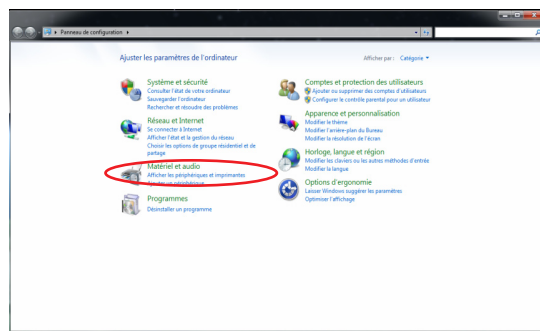 Panneau de configuration
Ajuster les paramètres de l'ordinateur
Afficher par : Catégorie
Système et sécurité
Consulter l'état de votre ordinateur
Sauvegarder l'ordinateur
Rechercher et résoudre des problèmes
Réseau et Internet
Se connecter à Internet
Afficher l'état et la gestion du réseau
Choisir les options de groupe résidentiel et de
partage
Matériel et audio
Afficher les périphériques et imprimantes
Ajouter un périphérique
Programmes
Désinstaller un programme
Comptes et protection des utilisateurs
Ajouter ou supprimer des comptes d'utilisateurs
Configurer le contrôle parental pour un utilisateur
Apparence et personnalisation
Modifier le thème
Modifier l'arrière-plan du Bureau
Modifier la résolution de l'écran
Horloge, langue et région
Modifier les claviers ou les autres méthodes d'entrée
Modifier la langue
Options d'ergonomie
Laisser Windows suggérer les paramètres
Optimiser l'affichage